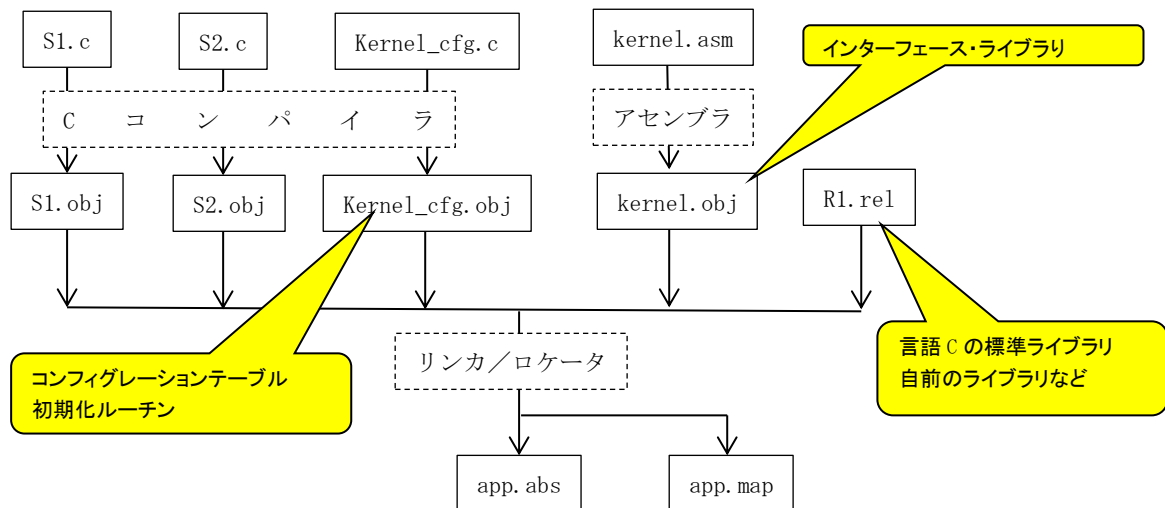 S1.c
S2.c
Kernel_cfg.c
kernel.asm
インターフェース・ライブラり
C コ ン パ イ ラ
アセンブラ
S1.obj
S2.obj
Kernel_cfg.obj
kernel.obj
R1.rel
リンカ／ロケータ
コンフィグレーションテーブル
初期化ルーチン
言語 C の標準ライブラリ
自前のライブラリなど
app.abs
app.map